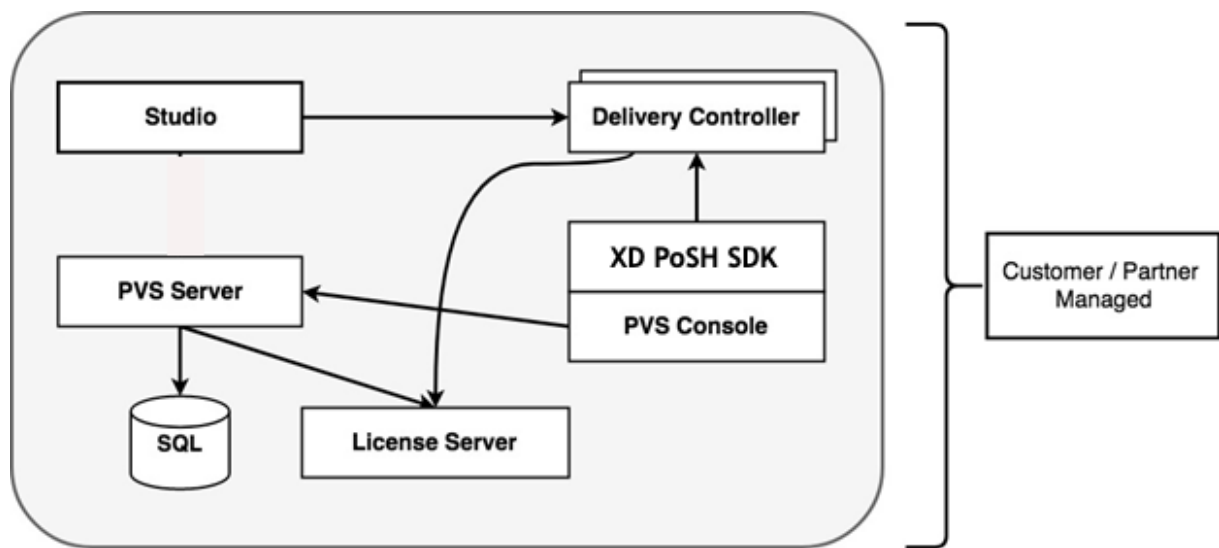 Studio
Delivery Controller
XD PoSH SDK
PVS Server
PVS Console
Customer / Partner
Managed
SQL
License Server